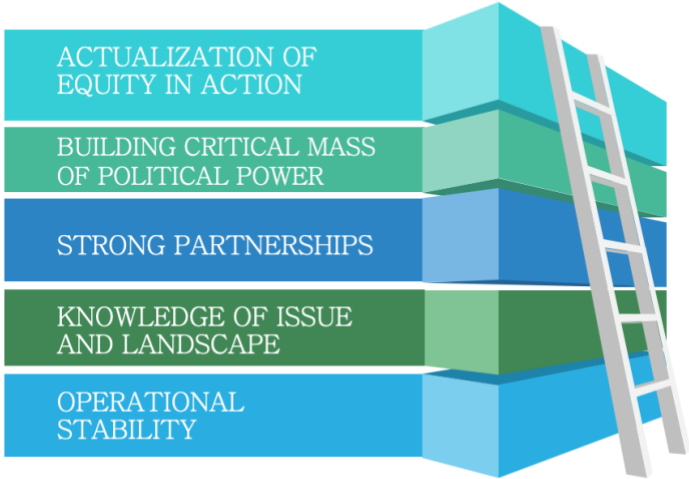 ACTUALIZATION OF
EQUITY IN ACTION
BUILDING CRITICAL MASS
OF POLITICAL POWER
STRONG PARTNERSHIPS
KNOWLEDGE OF ISSUE
AND LANDSCAPE
OPERATIONAL
STABILITY